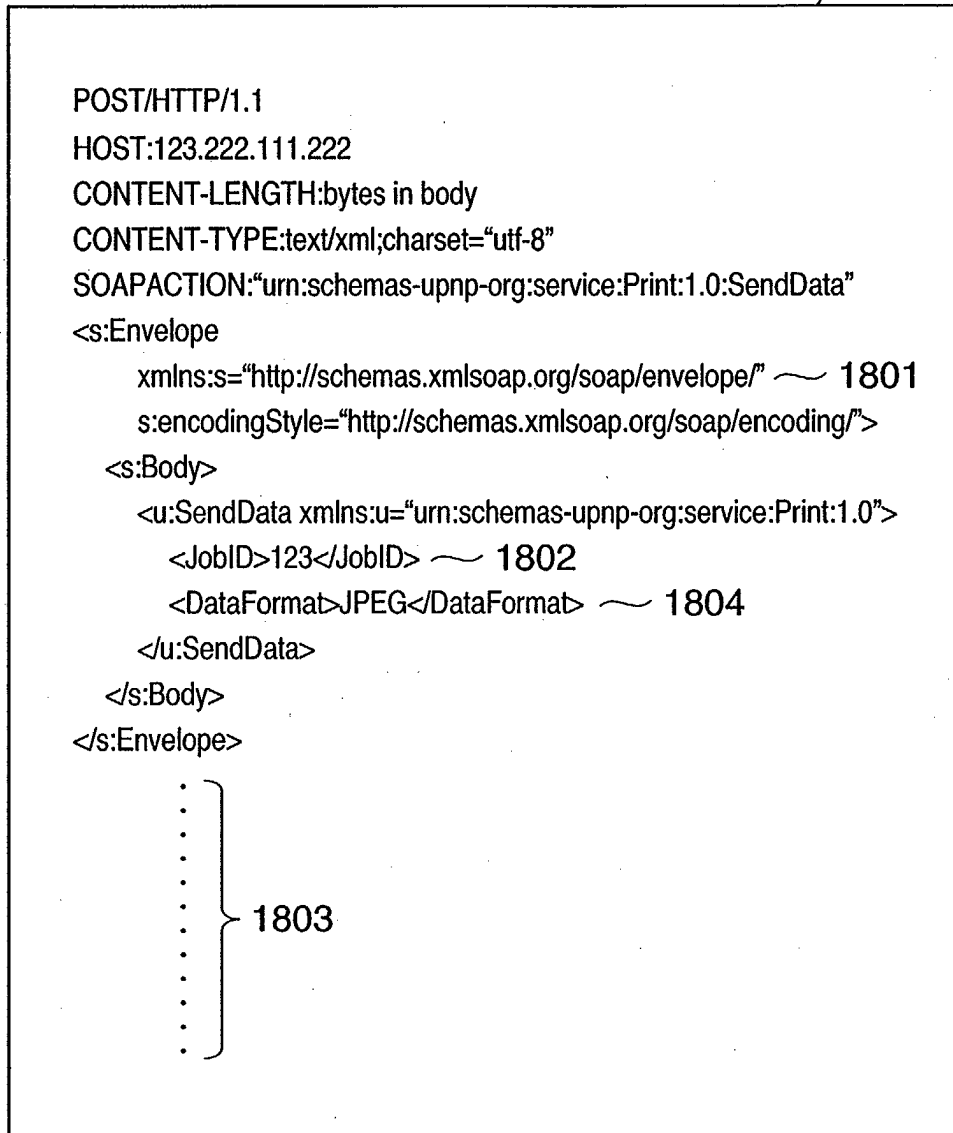 POST/HTTP/1.1
HOST:123.222.111.222
CONTENT-LENGTH:bytes in body
CONTENT-TYPE:text/xml;charset=“utf-8”
SOAPACTION:“urn:schemas-upnp-org:service:Print:1.0:SendData”
<s:Envelope
xmlns:s=“http://schemas.xmlsoap.org/soap/envelope/” 1801
s:encodingStyle=“http://schemas.xmlsoap.org/soap/encoding/”>
<s:Body>
<u:SendData xmlns:u=“urn:schemas-upnp-org:service:Print:1.0”>
<JobID>123</JobID> 1802
<DataFormat>JPEG</DataFormat> 1804
</u:SendData>
</s:Body>
</s:Envelope>
1803